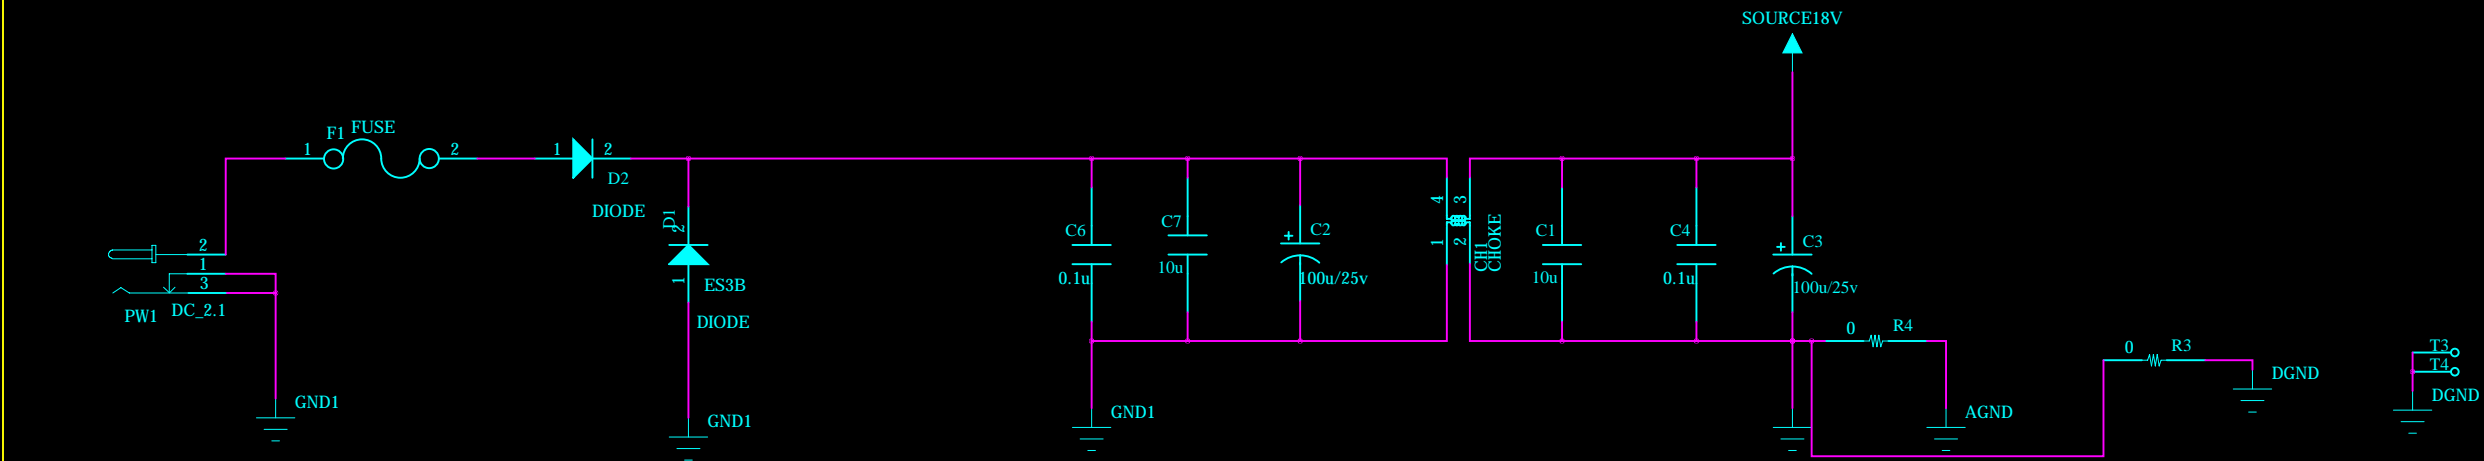 SOURCE18V
F1 FUSE
1
2
1
2
D2
DIODE
D1
2
1
ES3B
DIODE
2
1
3
PW1
DC_2.1
GND1
GND1
C6
0.1u
C7
10u
+
C2
100u/25v
4
3
1
2
CH1
CHOKE
C1
10u
C4
0.1u
+
C3
100u/25v
GND1
0
R4
AGND
0
R3
DGND
T3
T4
DGND